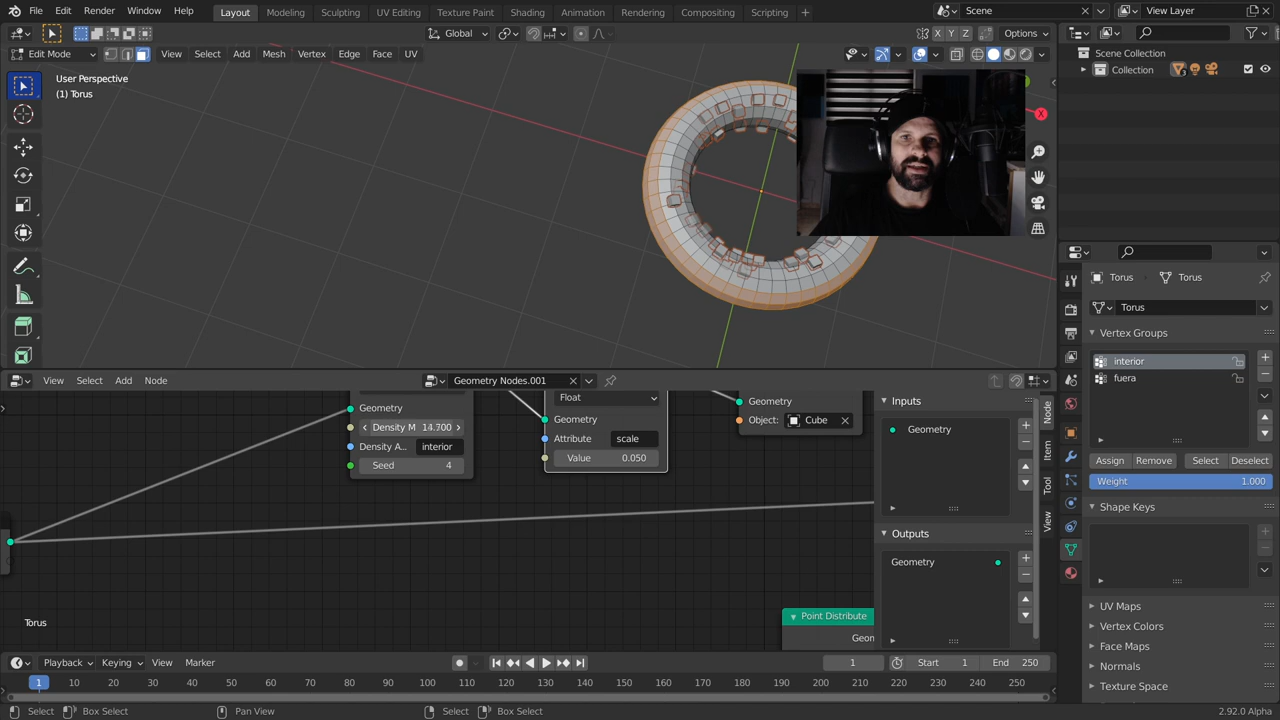 File Edit Render Window Help Layout Modeling Sculpting UV Editing Texture Paint Shading Animation Rendering Compositing Scripting + Scene View Layer
Global X Y Z Options
Edit Mode View Select Add Mesh Vertex Edge Face UV
User Perspective
(1) Torus
X
Scene Collection
Collection
Torus Torus
Torus
Vertex Groups
interior
fuera
Assign Remove Select Deselect
Weight 1.000
Shape Keys
UV Maps
Vertex Colors
Face Maps
Normals
Texture Space
View Select Add Node Geometry Nodes.001
Geometry
Density M 14.700
Density A... interior
Seed 4
Float
Geometry
Attribute scale
Value 0.050
Geometry
Object: Cube
Inputs
Geometry
Outputs
Geometry
Node
Item
Tool
View
Point Distribute
Geom
Torus
Playback Keying View Marker 1 Start 1 End 250
1 10 20 30 40 50 60 70 80 90 100 110 120 130 140 150 160 170 180 190 200 210 220 230 240 250
Select Box Select Pan View Select Box Select 2.92.0 Alpha